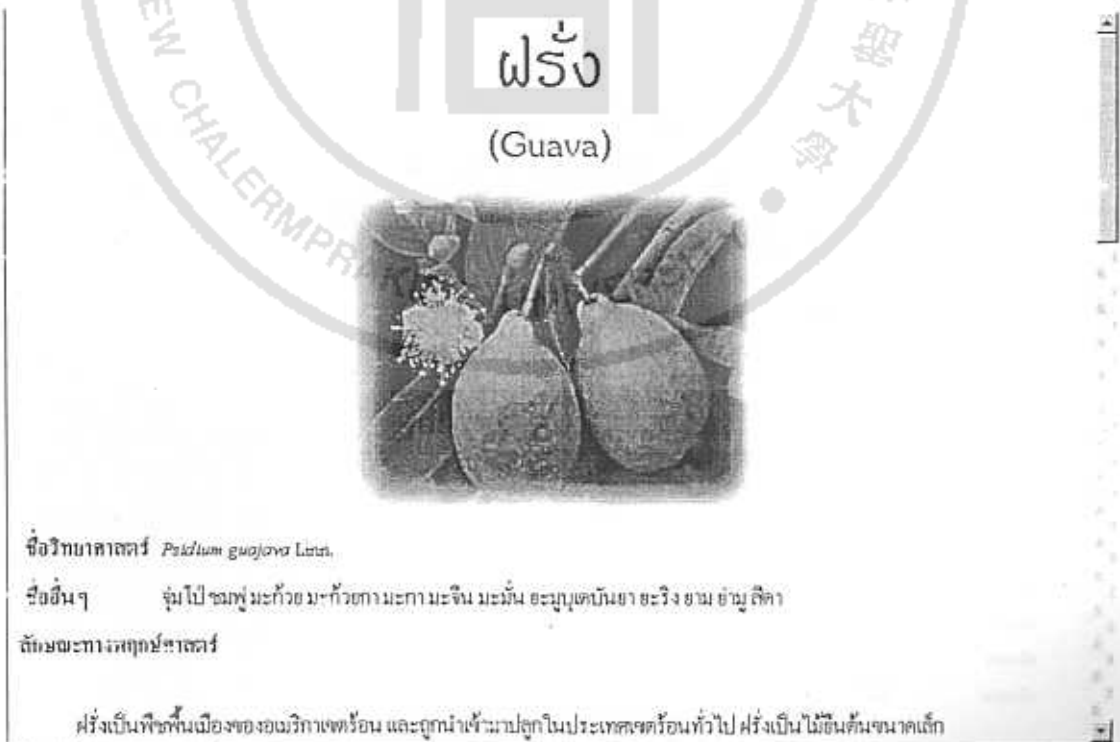 ฝรั่ง
(Guava)
ชื่อวิทยาศาสตร์ Psidium guajava Linn.
ชื่ออื่น ๆ จุ่มโป่ ชมพู่ มะก้วย มะก้วยกา มะกา มะจีน มะมั่น ยะมูบุเตบันยา ยะริง ยาม ย่ามู สีดา
ลักษณะทางพฤกษ์ศาสตร์
ฝรั่งเป็นพืชพื้นเมืองของอเมริกาเขตร้อน และถูกนำเข้ามาปลูกในประเทศเขตร้อนทั่วไป ฝรั่งเป็นไม้ยืนต้นขนาดเล็ก
CHALERMPR
大學